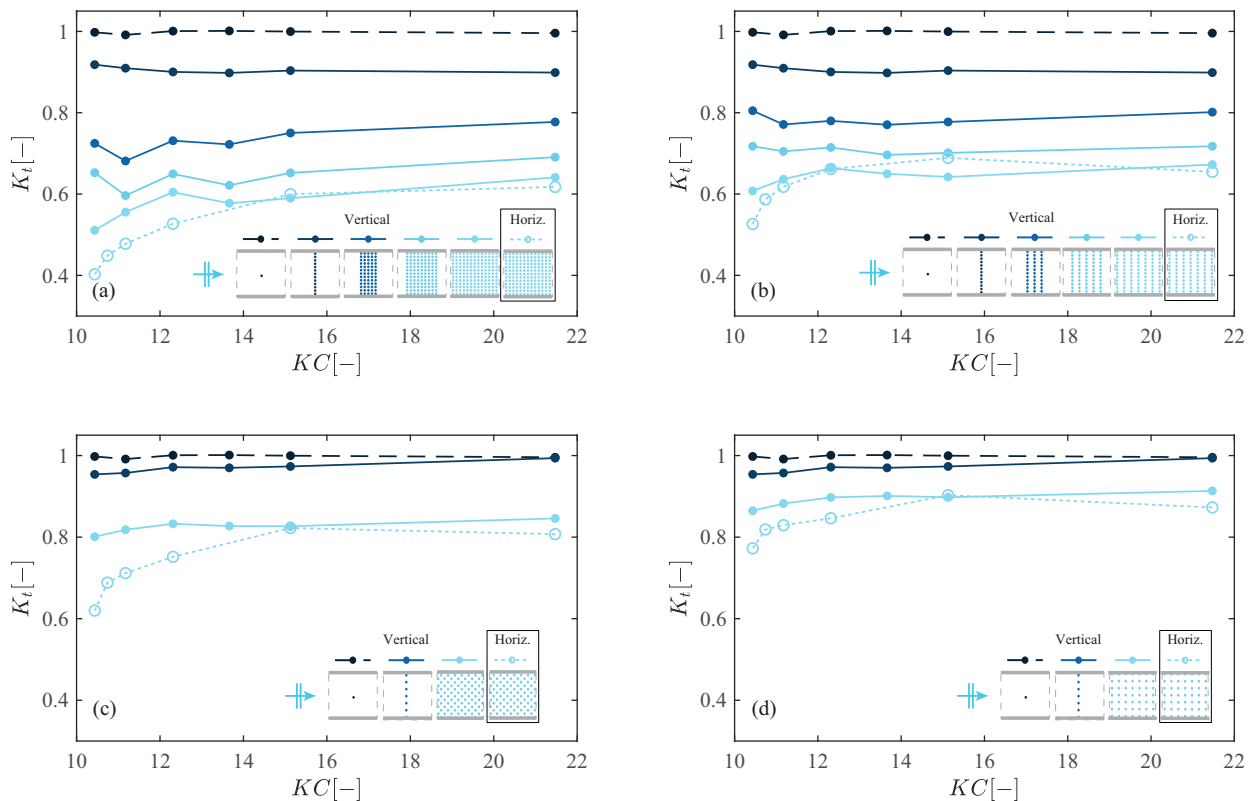 1
0.8
0.6
0.4
K_t[−]
Vertical
Horiz.
(a)
10 12 14 16 18 20 22
KC[−]
1
0.8
0.6
0.4
K_t[−]
Vertical
Horiz.
(b)
10 12 14 16 18 20 22
KC[−]
1
0.8
0.6
0.4
K_t[−]
Vertical
Horiz.
(c)
10 12 14 16 18 20 22
KC[−]
1
0.8
0.6
0.4
K_t[−]
Vertical
Horiz.
(d)
10 12 14 16 18 20 22
KC[−]